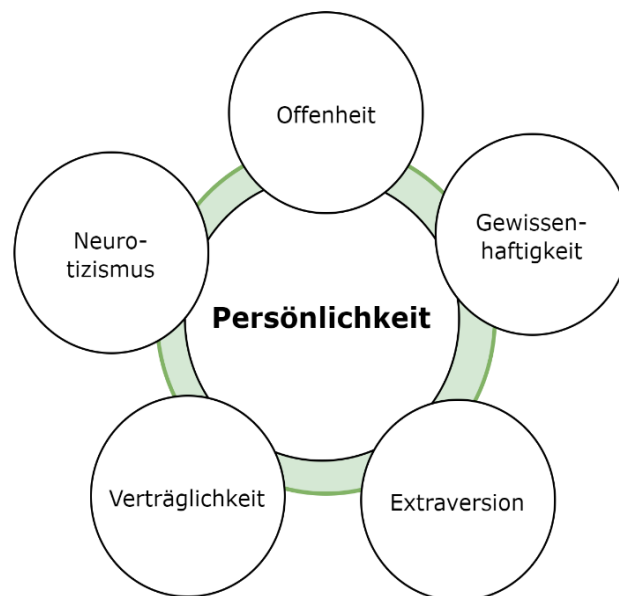 Offenheit
Gewissen-
haftigkeit
Neuro-
tizismus
Persönlichkeit
Verträglichkeit
Extraversion